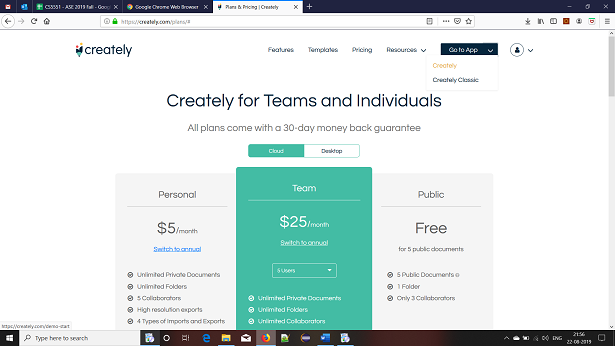 CS5551 - ASE 2019 Fall - Goog
Google Chrome Web Browser
Plans & Pricing | Creately
https://creately.com/plans/#
creately
Features
Templates
Pricing
Resources
Go to App
Creately
Creately Classic
Creately for Teams and Individuals
All plans come with a 30-day money back guarantee
Cloud
Desktop
Personal
$5/month
Switch to annual
Unlimited Private Documents
Unlimited Folders
5 Collaborators
High resolution exports
4 Types of Imports and Exports
Team
$25/month
Switch to annual
5 Users
Unlimited Private Documents
Unlimited Folders
Unlimited Collaborators
Public
Free
for 5 public documents
5 Public Documents
1 Folder
Only 3 Collaborators
https://creately.com/demo-start
Type here to search
ENG
21:56
22-08-2019